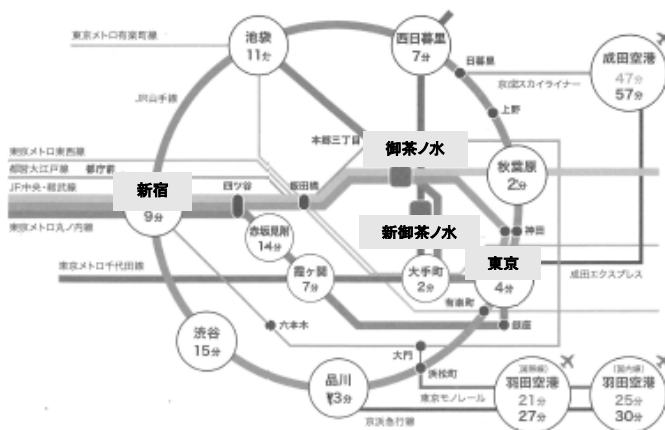 東京メトロ有楽町線
池袋
11分
西日暮里
7分
日暮里
成田空港
47分
57分
京成スカイライナー
JR山手線
上野
本郷三丁目
御茶ノ水
秋葉原
2分
東京メトロ東西線
都営大江戸線 都庁前
JR中央・総武線
新宿
9分
四ツ谷
飯田橋
東京メトロ丸ノ内線
赤坂見附
14分
新御茶ノ水
神田
東京
4分
東京メトロ千代田線
霞ヶ関
7分
大手町
2分
成田エクスプレス
有楽町
銀座
六本木
渋谷
15分
大門
浜松町
品川
13分
東京モノレール
京浜急行線
(国際線)
羽田空港
21分
27分
(国内線)
羽田空港
25分
30分